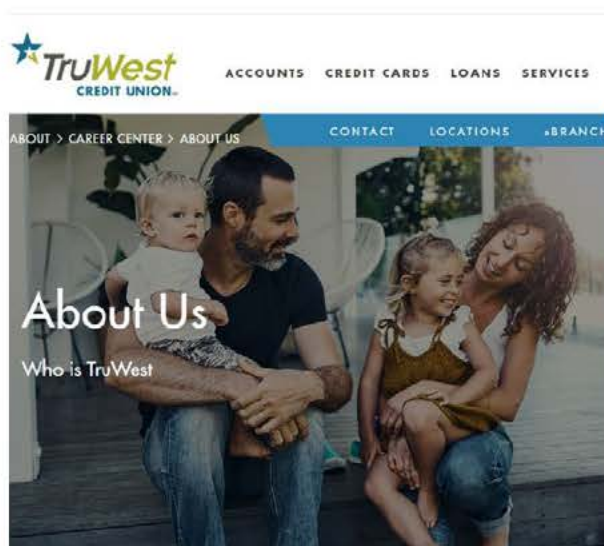 TruWest
CREDIT UNION
ACCOUNTS CREDIT CARDS LOANS SERVICES
ABOUT > CAREER CENTER > ABOUT US
CONTACT LOCATIONS eBRANCH
About Us
Who is TruWest